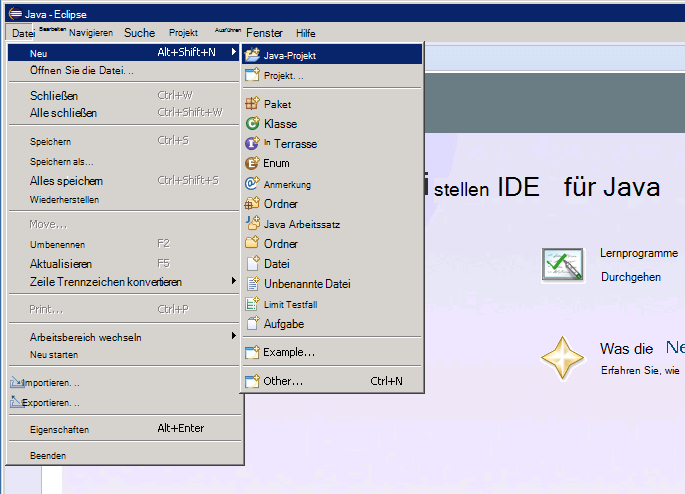 Java - Eclipse
Datei Bearbeiten Navigieren Suche Projekt Ausführen Fenster Hilfe
Neu Alt+Shift+N
Öffnen Sie die Datei...
Schließen Ctrl+W
Alle schließen Ctrl+Shift+W
Speichern Ctrl+S
Speichern als...
Alles speichern Ctrl+Shift+S
Wiederherstellen
Move...
Umbenennen F2
Aktualisieren F5
Zeile Trennzeichen konvertieren
Print... Ctrl+P
Arbeitsbereich wechseln
Neu starten
Importieren...
Exportieren...
Eigenschaften Alt+Enter
Beenden
Java-Projekt
Projekt...
Paket
Klasse
In Terrasse
Enum
Anmerkung
Ordner
Java Arbeitssatz
Ordner
Datei
Unbenannte Datei
Limit Testfall
Aufgabe
Example...
Other... Ctrl+N
stellen IDE für Java
Lernprogramme
Durchgehen
Was die Ne
Erfahren Sie, wie